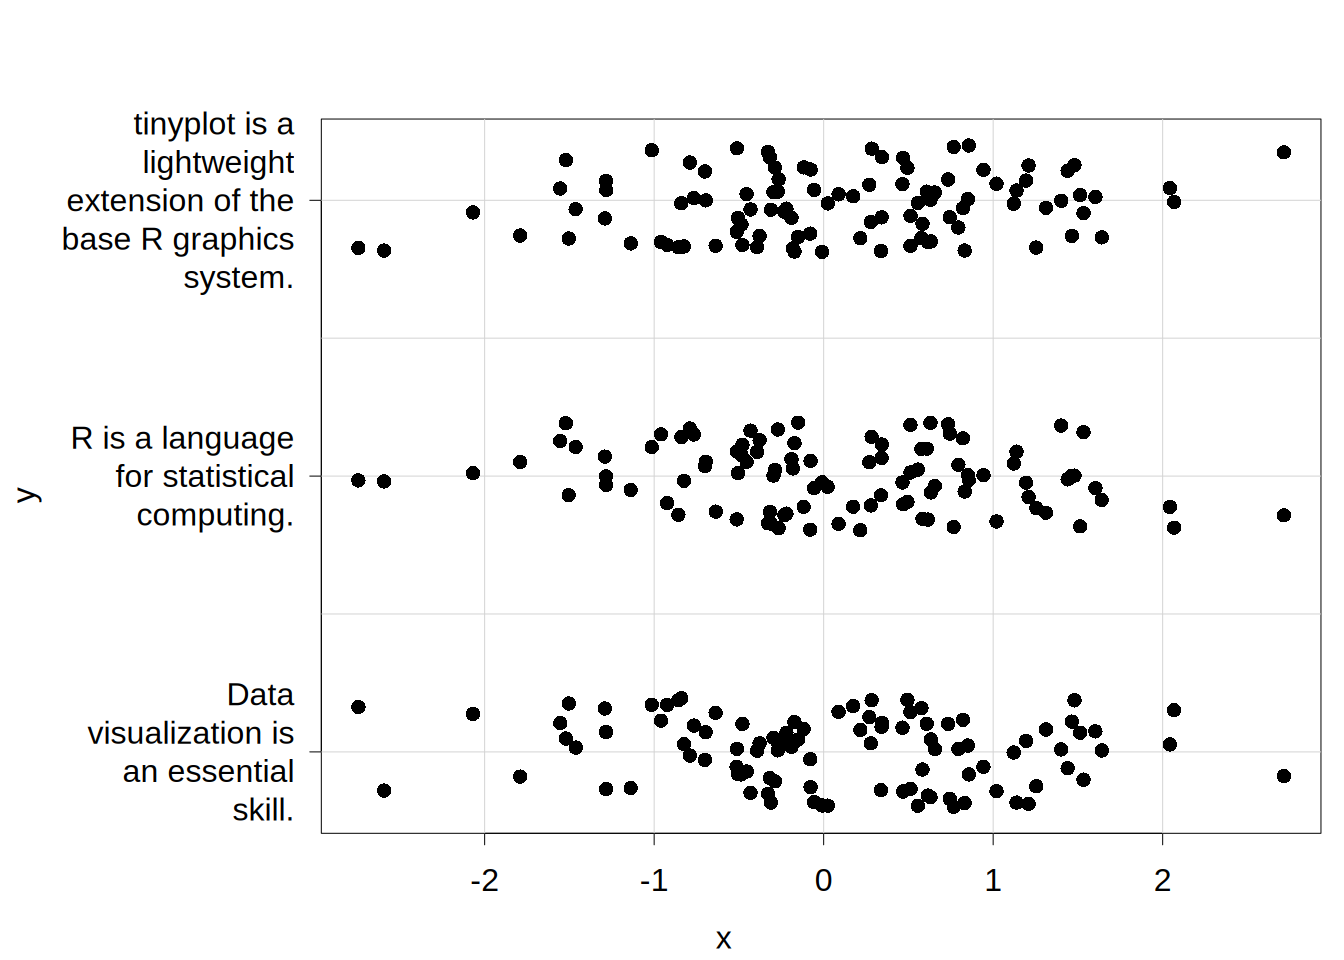 tinyplot is a
lightweight
extension of the
base R graphics
system.
R is a language
for statistical
computing.
Data
visualization is
an essential
skill.
y
-2 -1 0 1 2
x